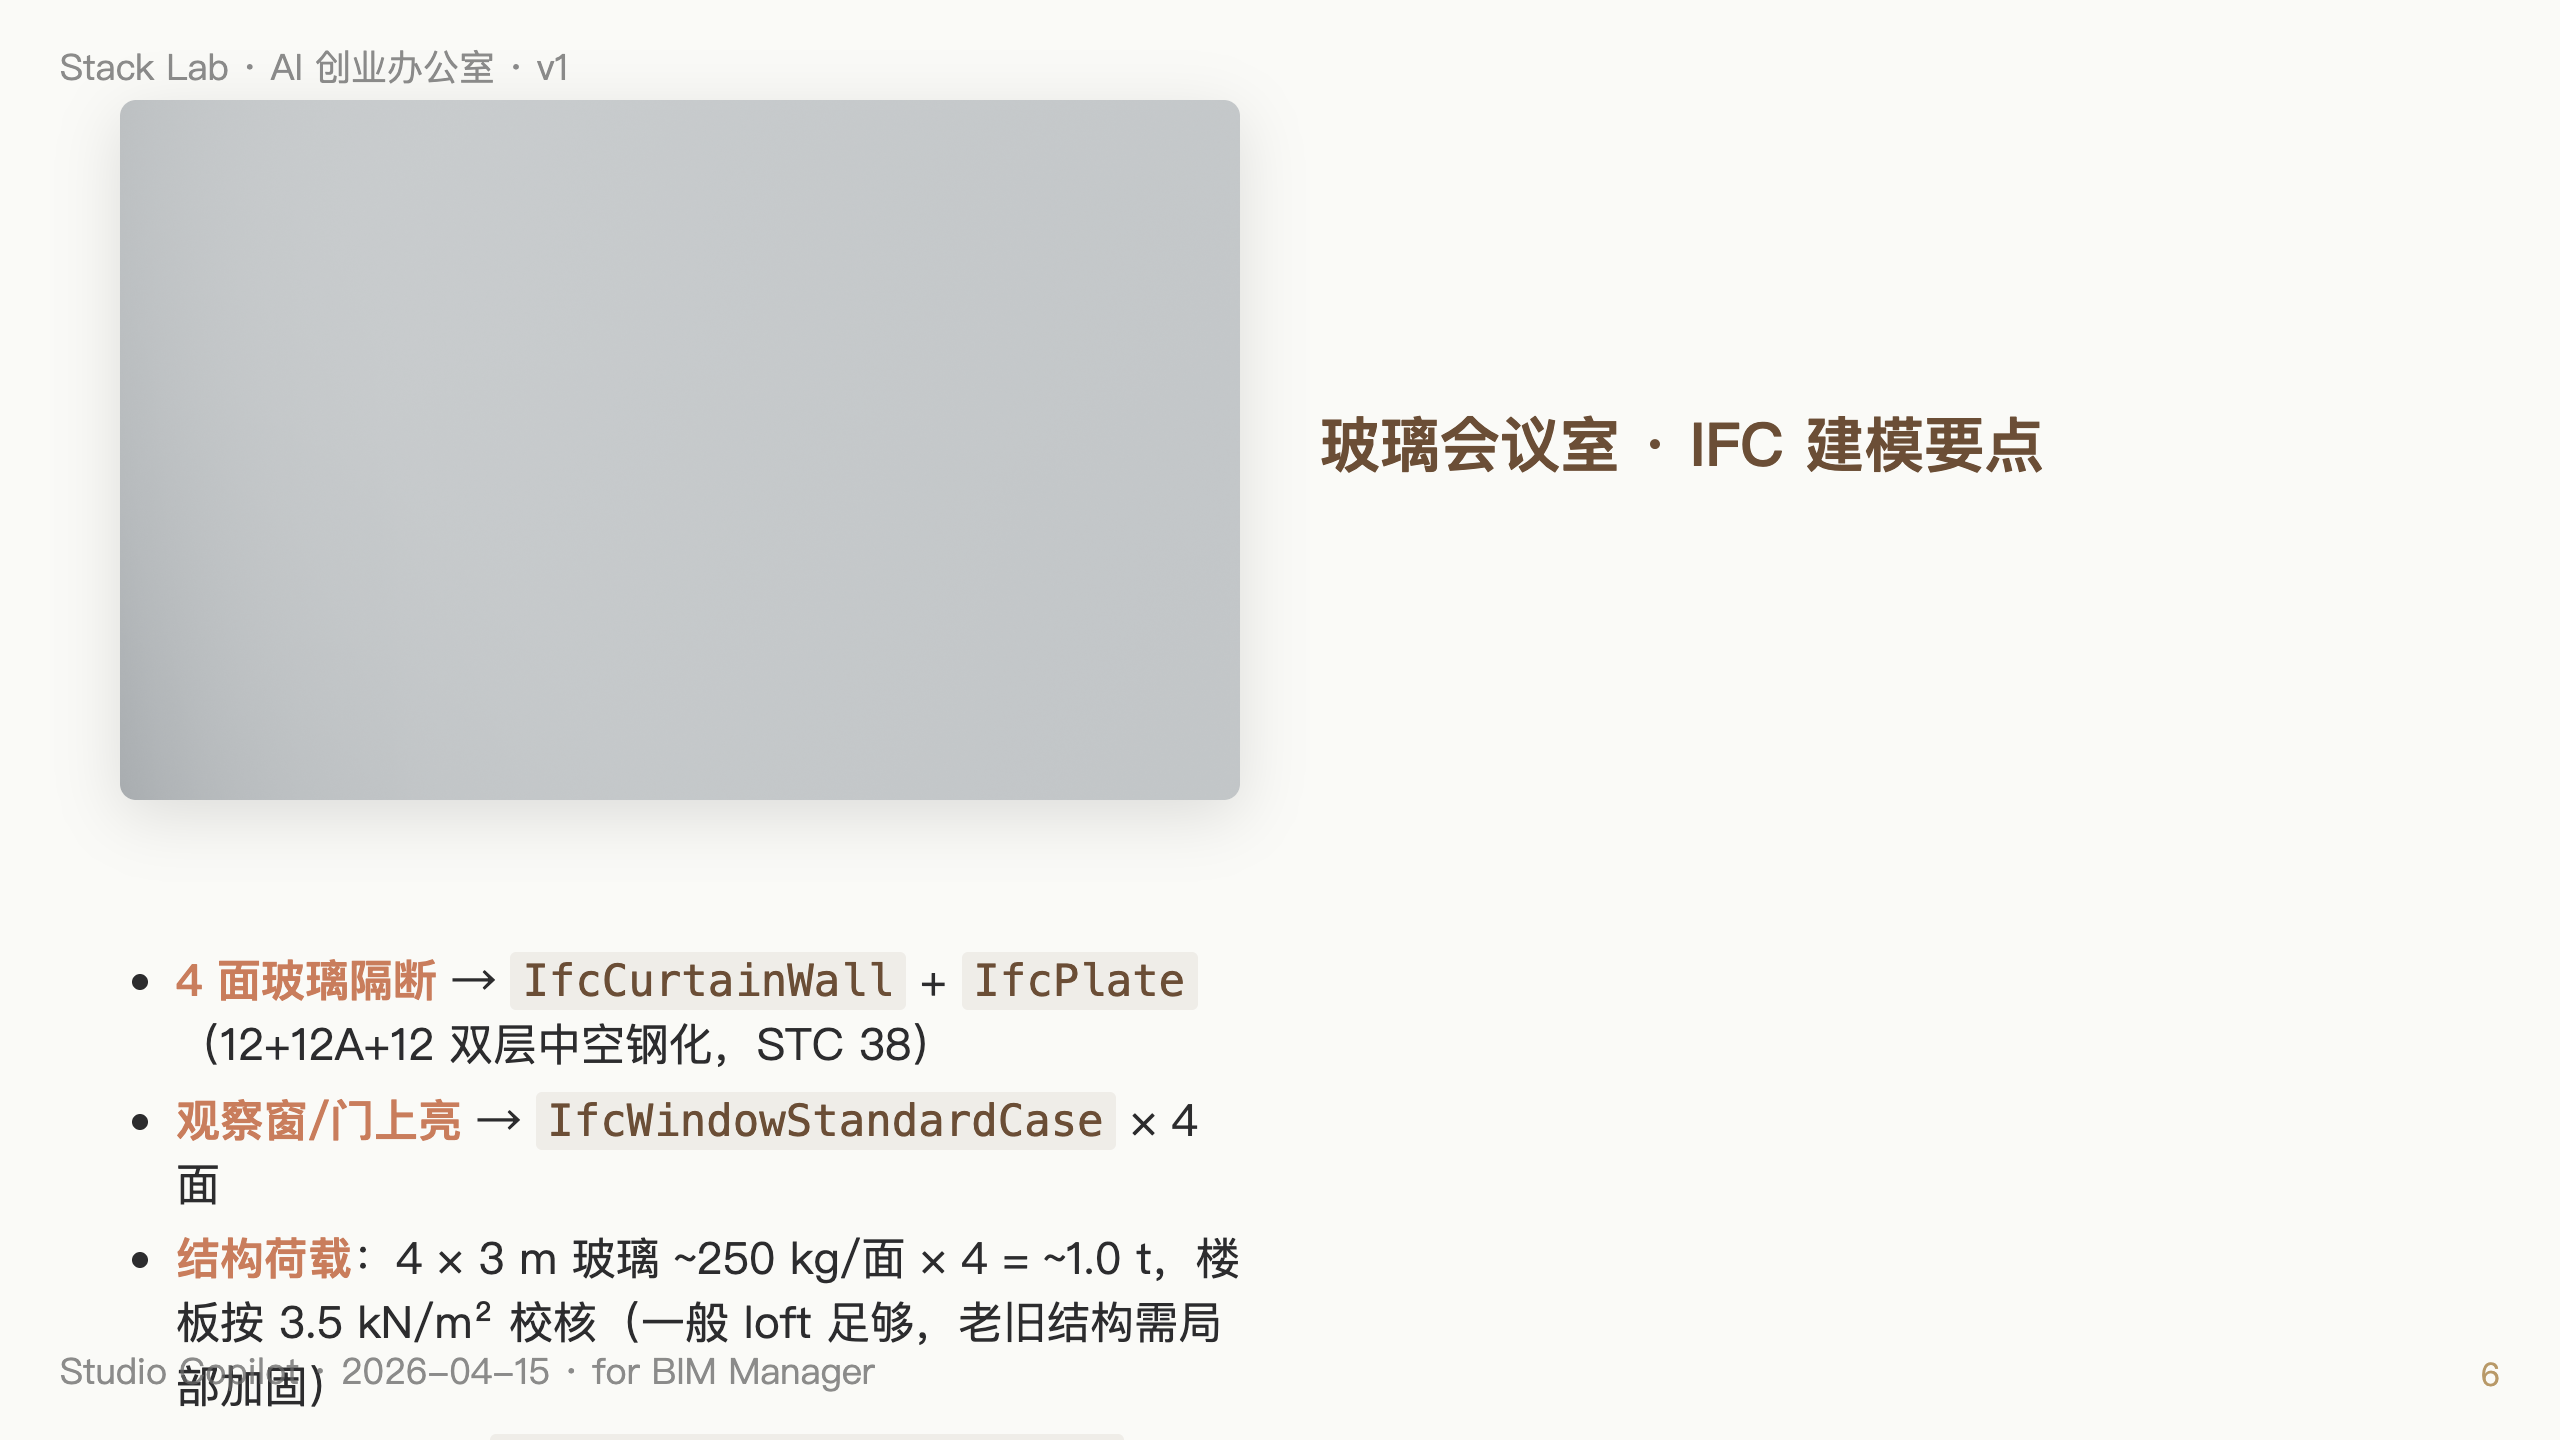 Stack Lab · AI 创业办公室 · v1
玻璃会议室 · IFC 建模要点
• 4 面玻璃隔断 → IfcCurtainWall + IfcPlate
（12+12A+12 双层中空钢化，STC 38）
• 观察窗/门上亮 → IfcWindowStandardCase × 4
面
• 结构荷载：4 × 3 m 玻璃 ~250 kg/面 × 4 = ~1.0 t，楼
板按 3.5 kN/m² 校核（一般 loft 足够，老旧结构需局
部加固）
Studio Copilot · 2026-04-15 · for BIM Manager
6